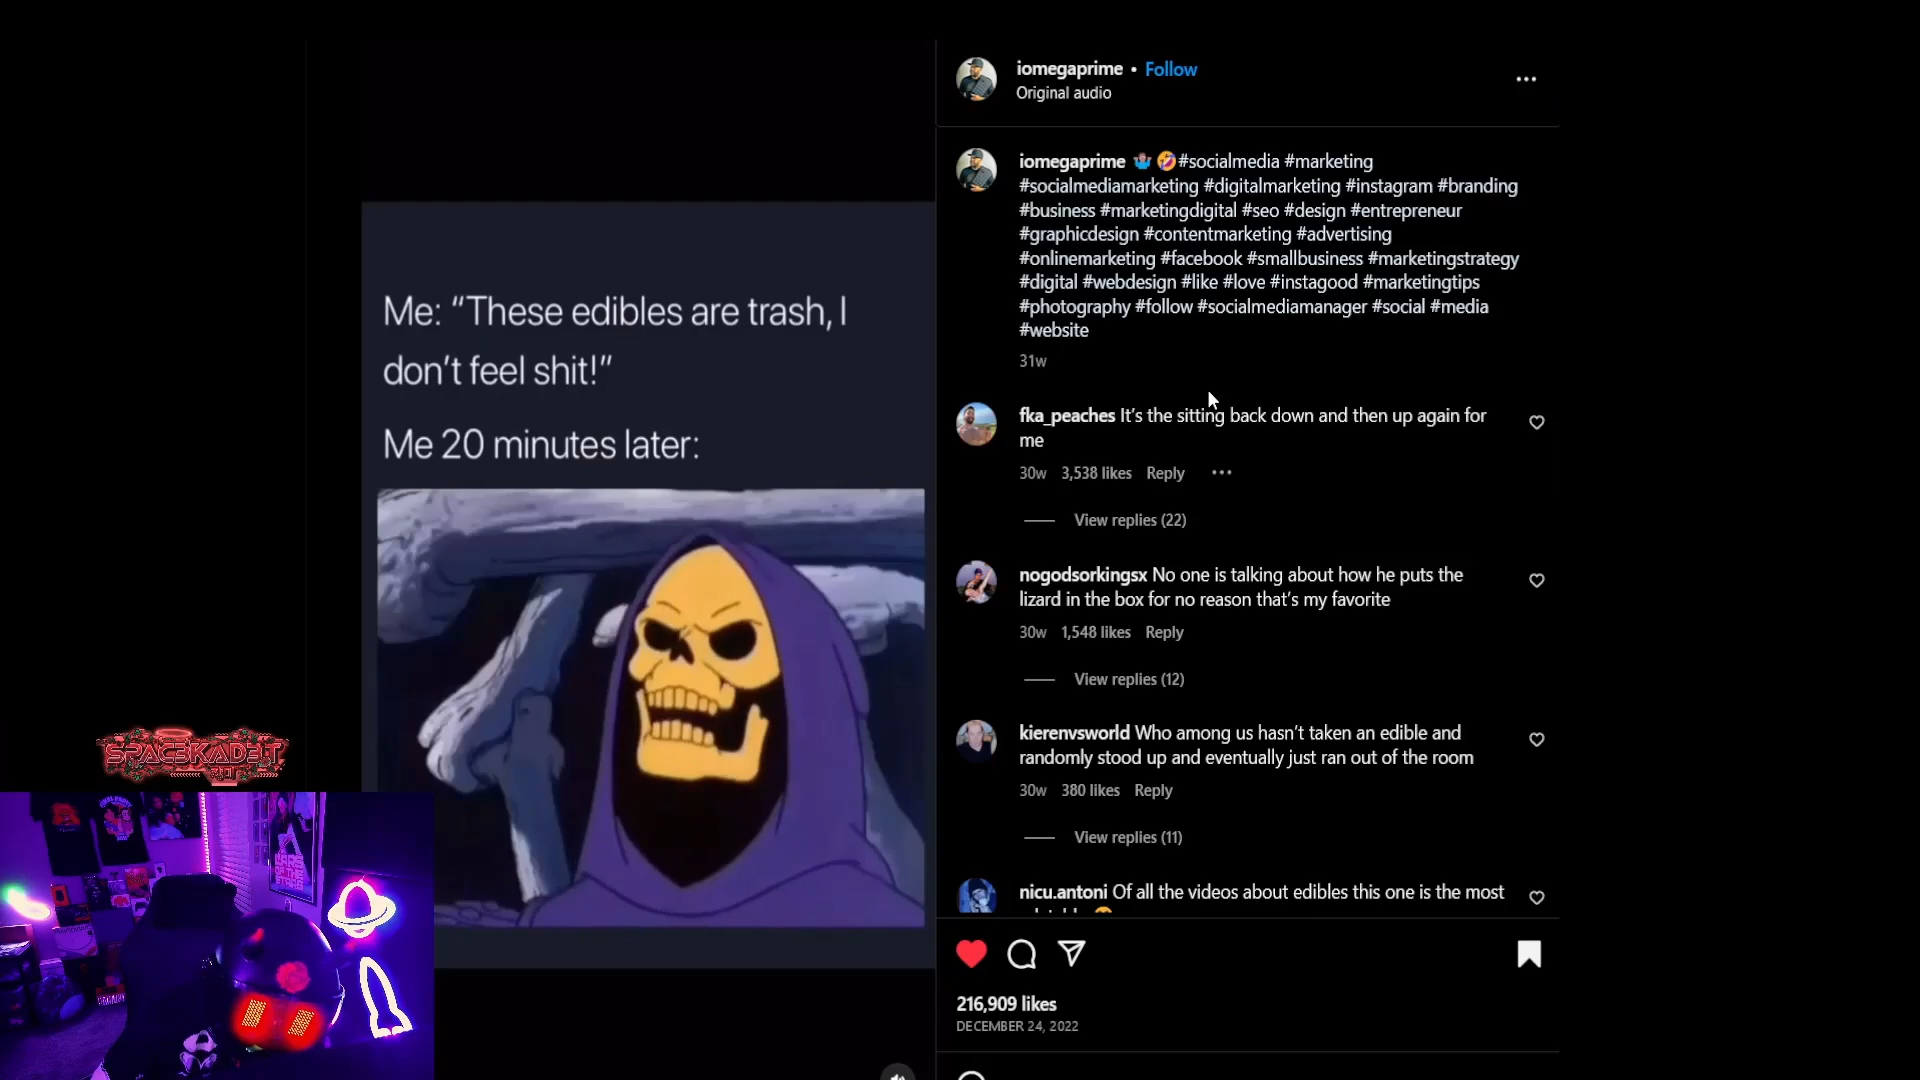 Me: “These edibles are trash, I
don’t feel shit!”
Me 20 minutes later:
iomegaprime • Follow
Original audio
iomegaprime 🤷🏽‍♂️ 🤣#socialmedia #marketing
#socialmediamarketing #digitalmarketing #instagram #branding
#business #marketingdigital #seo #design #entrepreneur
#graphicdesign #contentmarketing #advertising
#onlinemarketing #facebook #smallbusiness #marketingstrategy
#digital #webdesign #like #love #instagood #marketingtips
#photography #follow #socialmediamanager #social #media
#website
31w
fka_peaches It’s the sitting back down and then up again for
me
30w 3,538 likes Reply
View replies (22)
nogodsorkingsx No one is talking about how he puts the
lizard in the box for no reason that’s my favorite
30w 1,548 likes Reply
View replies (12)
kierenvsworld Who among us hasn’t taken an edible and
randomly stood up and eventually just ran out of the room
30w 380 likes Reply
View replies (11)
nicu.antoni Of all the videos about edibles this one is the most
216,909 likes
DECEMBER 24, 2022
SPAC3KAD3T